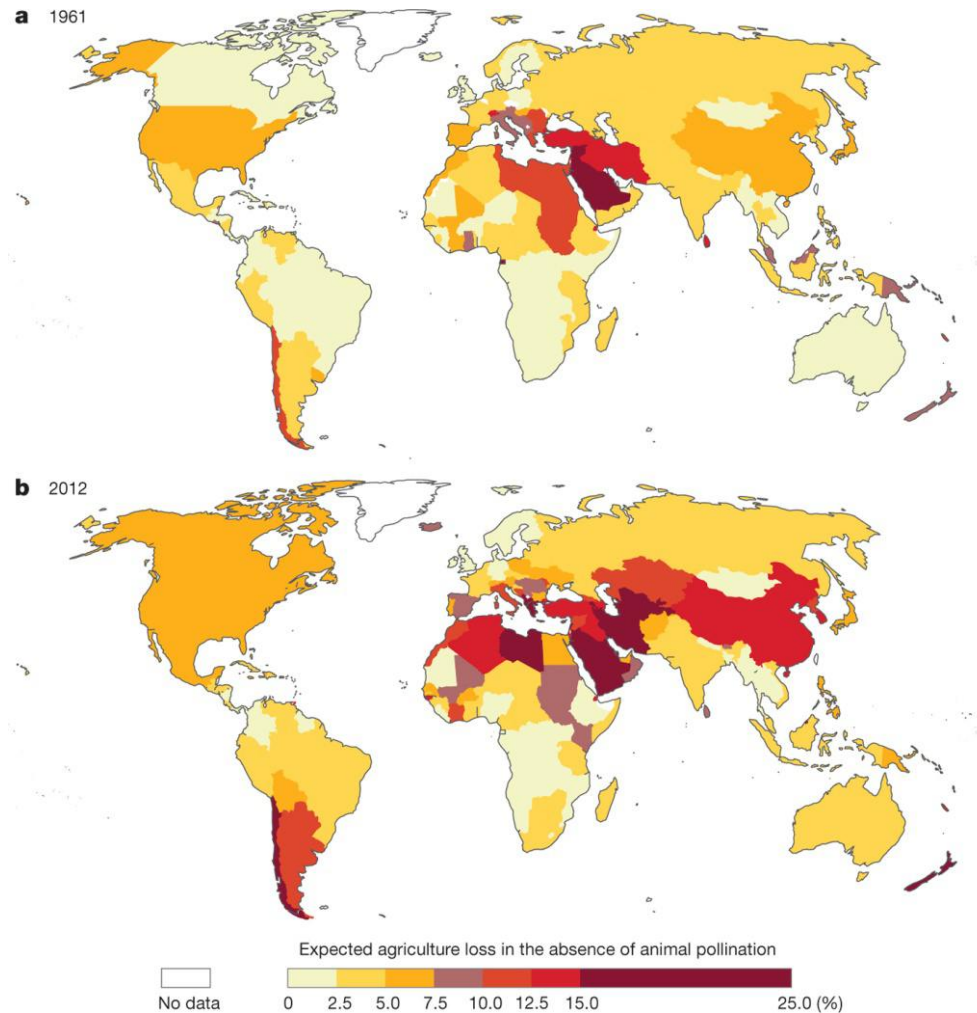 a 1961
b 2012
Expected agriculture loss in the absence of animal pollination
No data
0 2.5 5.0 7.5 10.0 12.5 15.0 25.0 (%)